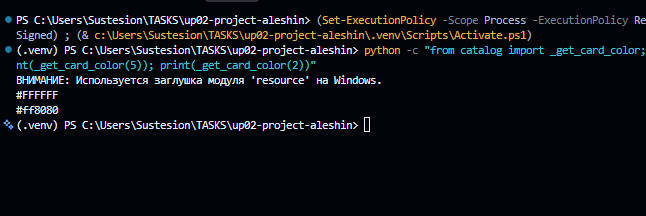 PS C:\Users\Sustesion\TASKS\up02-project-aleshin> (Set-ExecutionPolicy -Scope Process -ExecutionPolicy Re
Signed) ; (& c:\Users\Sustesion\TASKS\up02-project-aleshin\.venv\Scripts\Activate.ps1)
(.venv) PS C:\Users\Sustesion\TASKS\up02-project-aleshin> python -c "from catalog import _get_card_color;
nt(_get_card_color(5)); print(_get_card_color(2))"
ВНИМАНИЕ: Используется заглушка модуля 'resource' на Windows.
#FFFFFF
#ff8080
(.venv) PS C:\Users\Sustesion\TASKS\up02-project-aleshin>